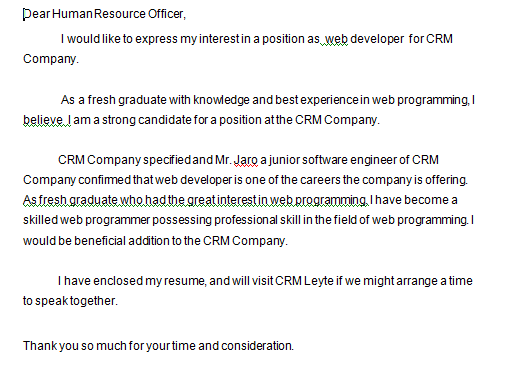 Dear Human Resource Officer,
I would like to express my interest in a position as web developer for CRM
Company.
As a fresh graduate with knowledge and best experience in web programming, I
believe I am a strong candidate for a position at the CRM Company.
CRM Company specified and Mr. Jaro a junior software engineer of CRM
Company confirmed that web developer is one of the careers the company is offering.
As fresh graduate who had the great interest in web programming, I have become a
skilled web programmer possessing professional skill in the field of web programming. I
would be beneficial addition to the CRM Company.
I have enclosed my resume, and will visit CRM Leyte if we might arrange a time
to speak together.
Thank you so much for your time and consideration.